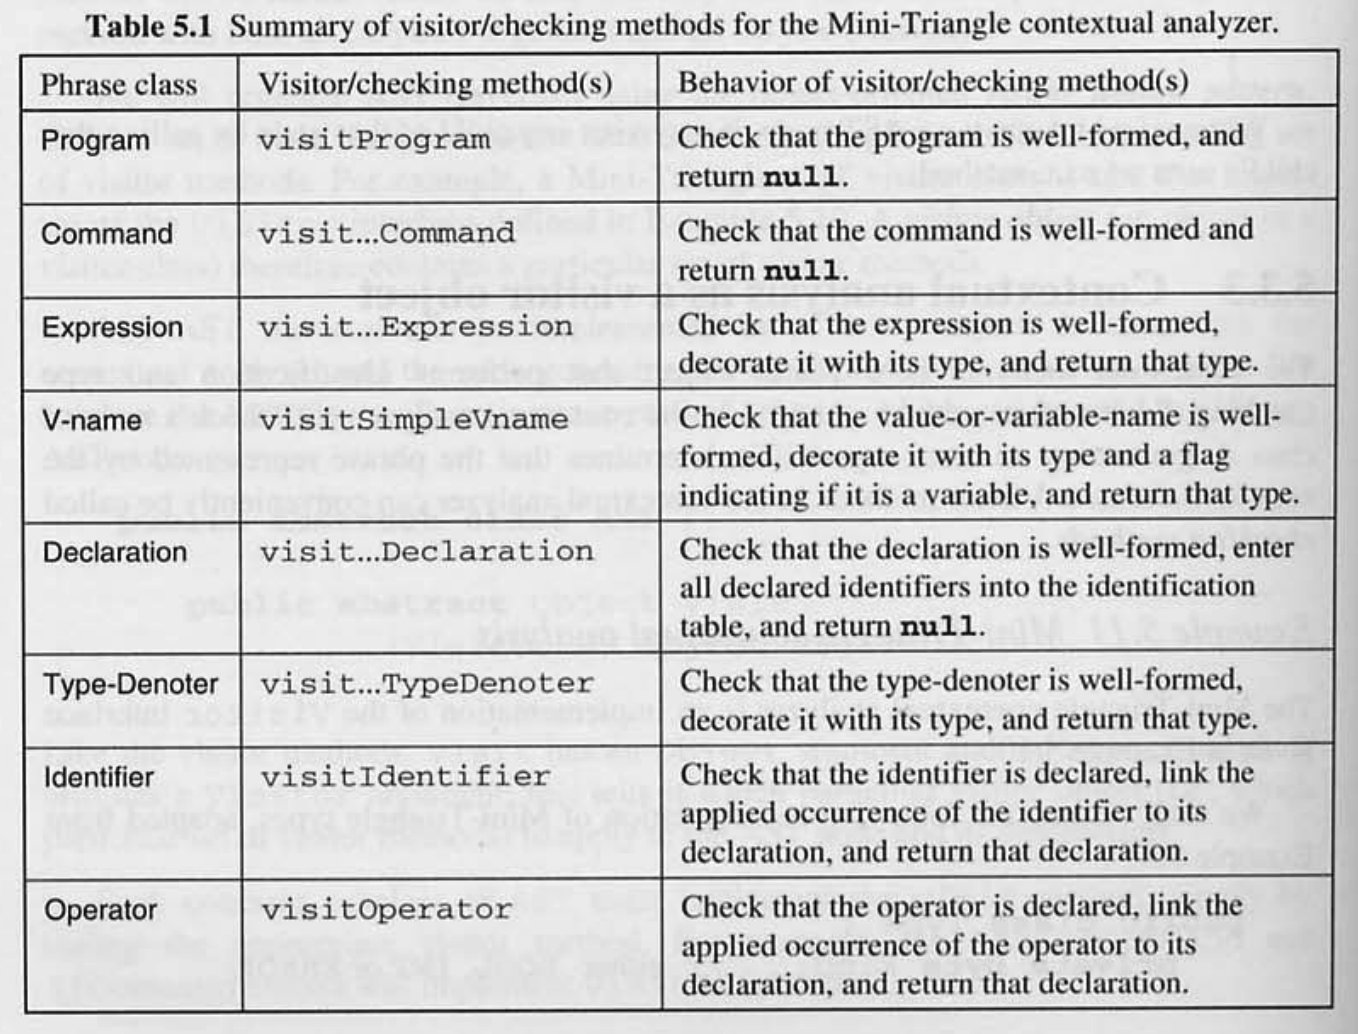 Table 5.1 Summary of visitor/checking methods for the Mini-Triangle contextual analyzer.
Phrase class
Visitor/checking method(s)
Behavior of visitor/checking method(s)
Program
visitProgram
Check that the program is well-formed, and
return null.
Command
visit…Command
Check that the command is well-formed and
return null.
Expression
visit…Expression
Check that the expression is well-formed,
decorate it with its type, and return that type.
V-name
visitSimpleVname
Check that the value-or-variable-name is well-
formed, decorate it with its type and a flag
indicating if it is a variable, and return that type.
Declaration
visit…Declaration
Check that the declaration is well-formed, enter
all declared identifiers into the identification
table, and return null.
Type-Denoter
visit…TypeDenoter
Check that the type-denoter is well-formed,
decorate it with its type, and return that type.
Identifier
visitIdentifier
Check that the identifier is declared, link the
applied occurrence of the identifier to its
declaration, and return that declaration.
Operator
visitOperator
Check that the operator is declared, link the
applied occurrence of the operator to its
declaration, and return that declaration.